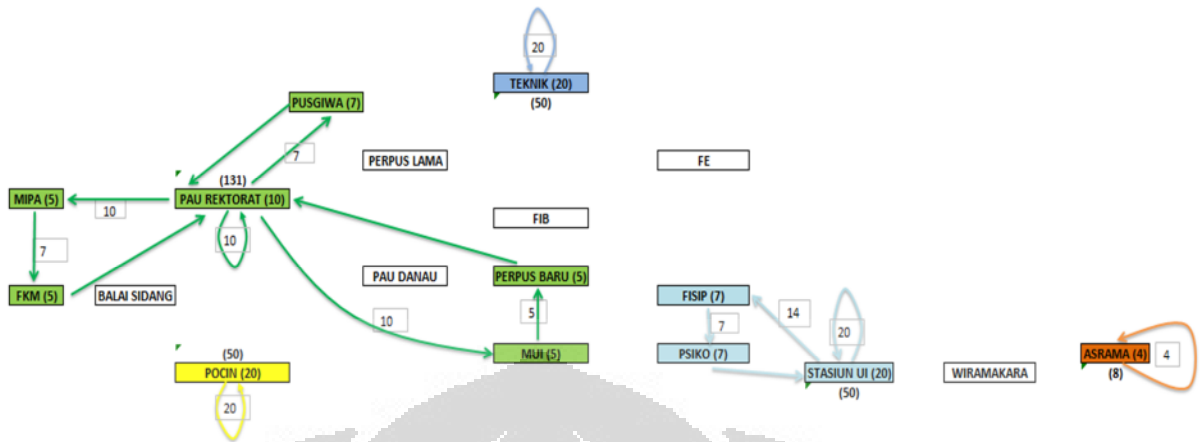 20
TEKNIK (20)
(50)
PUSGIWA (7)
7
PERPUS LAMA
FE
(131)
MIPA (5)
PAU REKTORAT (10)
10
FIB
10
7
PAU DANAU
PERPUS BARU (5)
FKM (5)
BALAI SIDANG
FISIP (7)
5
14
10
7
20
(50)
MUI (5)
PSIKO (7)
ASRAMA (4)
4
POCIN (20)
STASIUN UI (20)
WIRAMAKARA
(8)
(50)
20